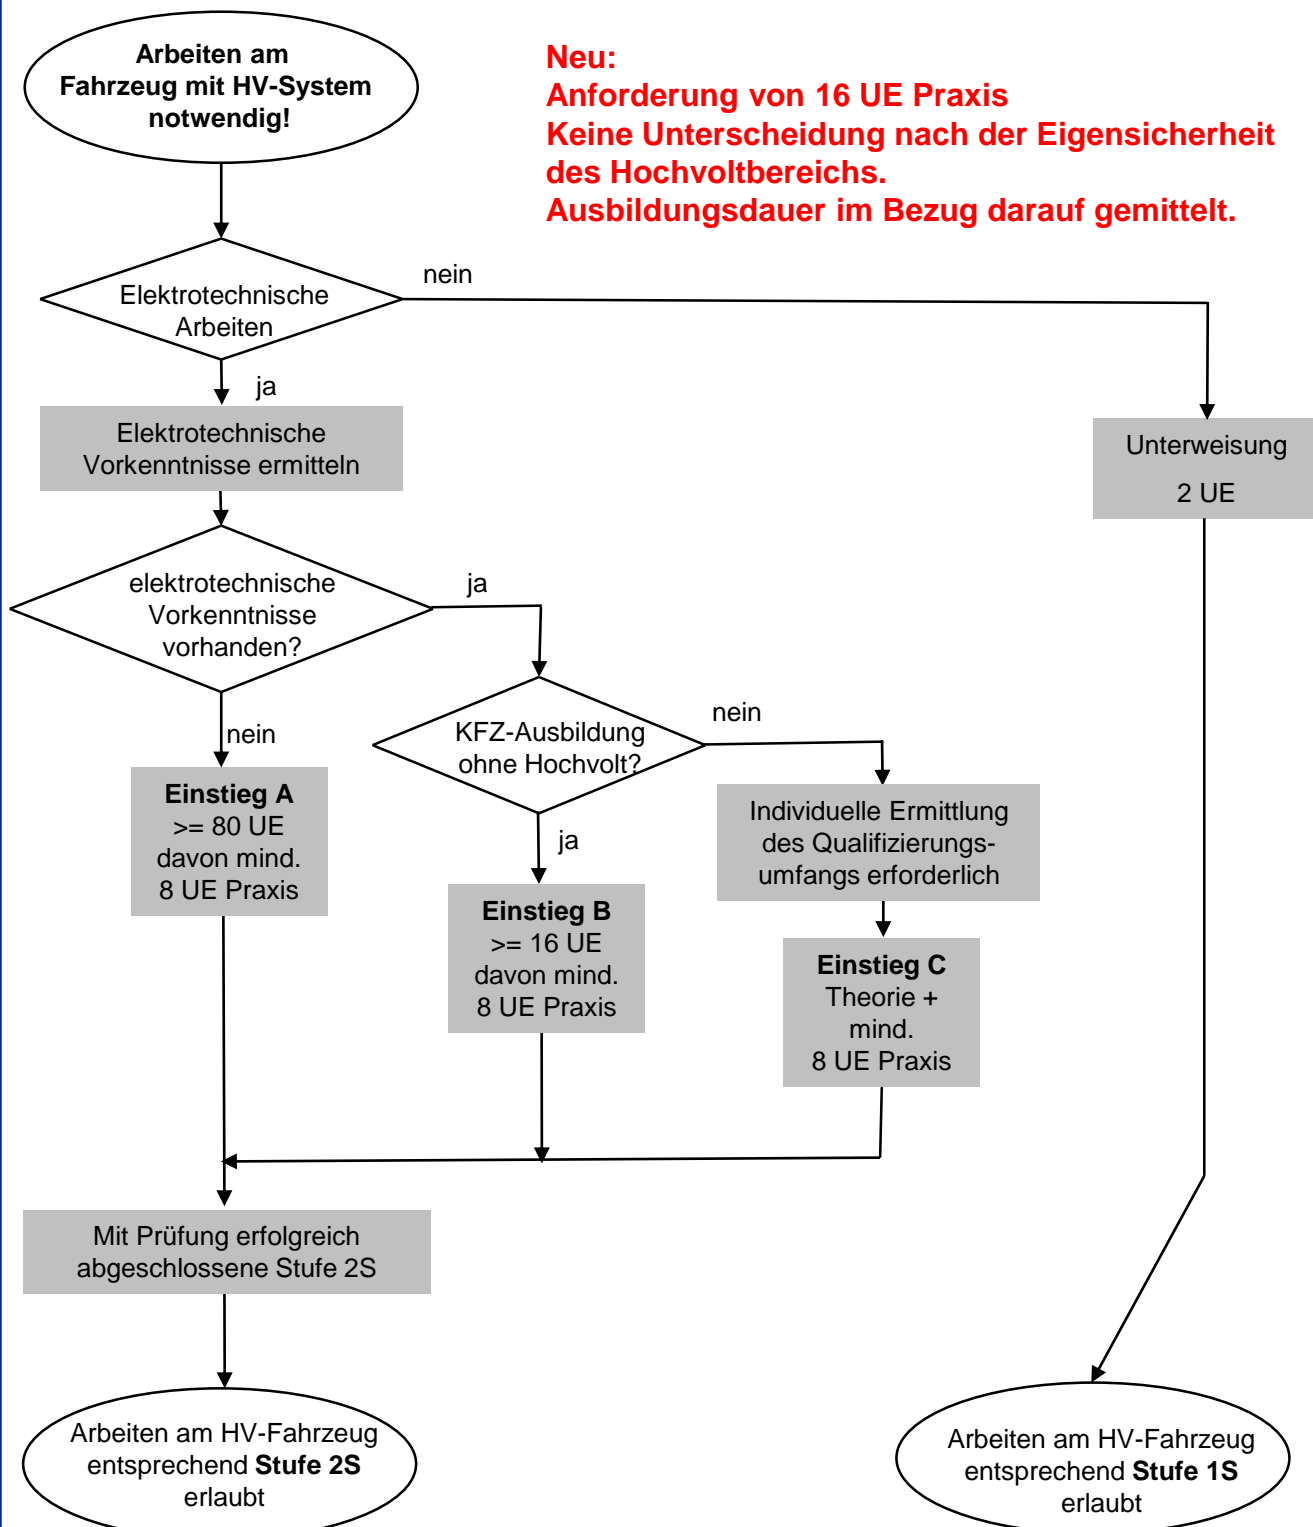 Arbeiten am
Fahrzeug mit HV-System
notwendig!
Neu:
Anforderung von 16 UE Praxis
Keine Unterscheidung nach der Eigensicherheit
des Hochvoltbereichs.
Ausbildungsdauer im Bezug darauf gemittelt.
nein
Elektrotechnische
Arbeiten
ja
Elektrotechnische
Vorkenntnisse ermitteln
Unterweisung
2 UE
elektrotechnische
Vorkenntnisse
vorhanden?
ja
nein
KFZ-Ausbildung
ohne Hochvolt?
nein
Einstieg A
>= 80 UE
davon mind.
8 UE Praxis
ja
Individuelle Ermittlung
des Qualifizierungs-
umfangs erforderlich
Einstieg B
>= 16 UE
davon mind.
8 UE Praxis
Einstieg C
Theorie +
mind.
8 UE Praxis
Mit Prüfung erfolgreich
abgeschlossene Stufe 2S
Arbeiten am HV-Fahrzeug
entsprechend Stufe 2S
erlaubt
Arbeiten am HV-Fahrzeug
entsprechend Stufe 1S
erlaubt